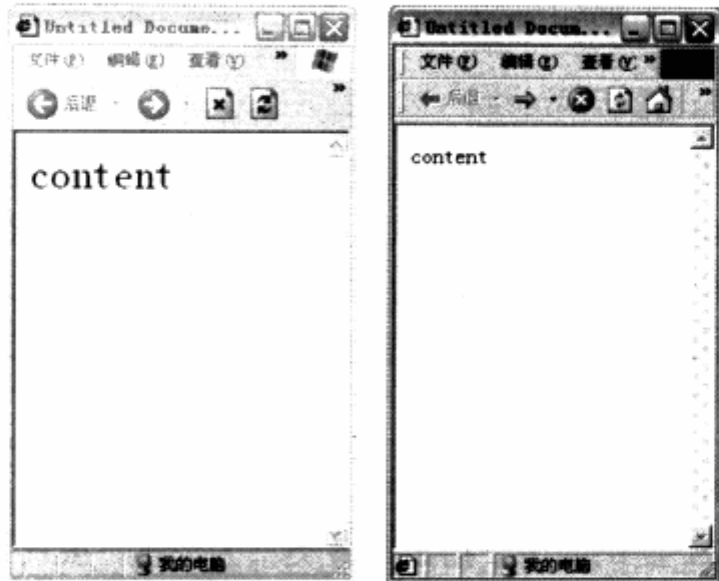 Untitled Docume...
文件(F) 编辑(E) 查看(V) »
后退 »
content
我的电脑
Untitled Docum...
文件(F) 编辑(E) 查看(V) »
后退 »
content
我的电脑